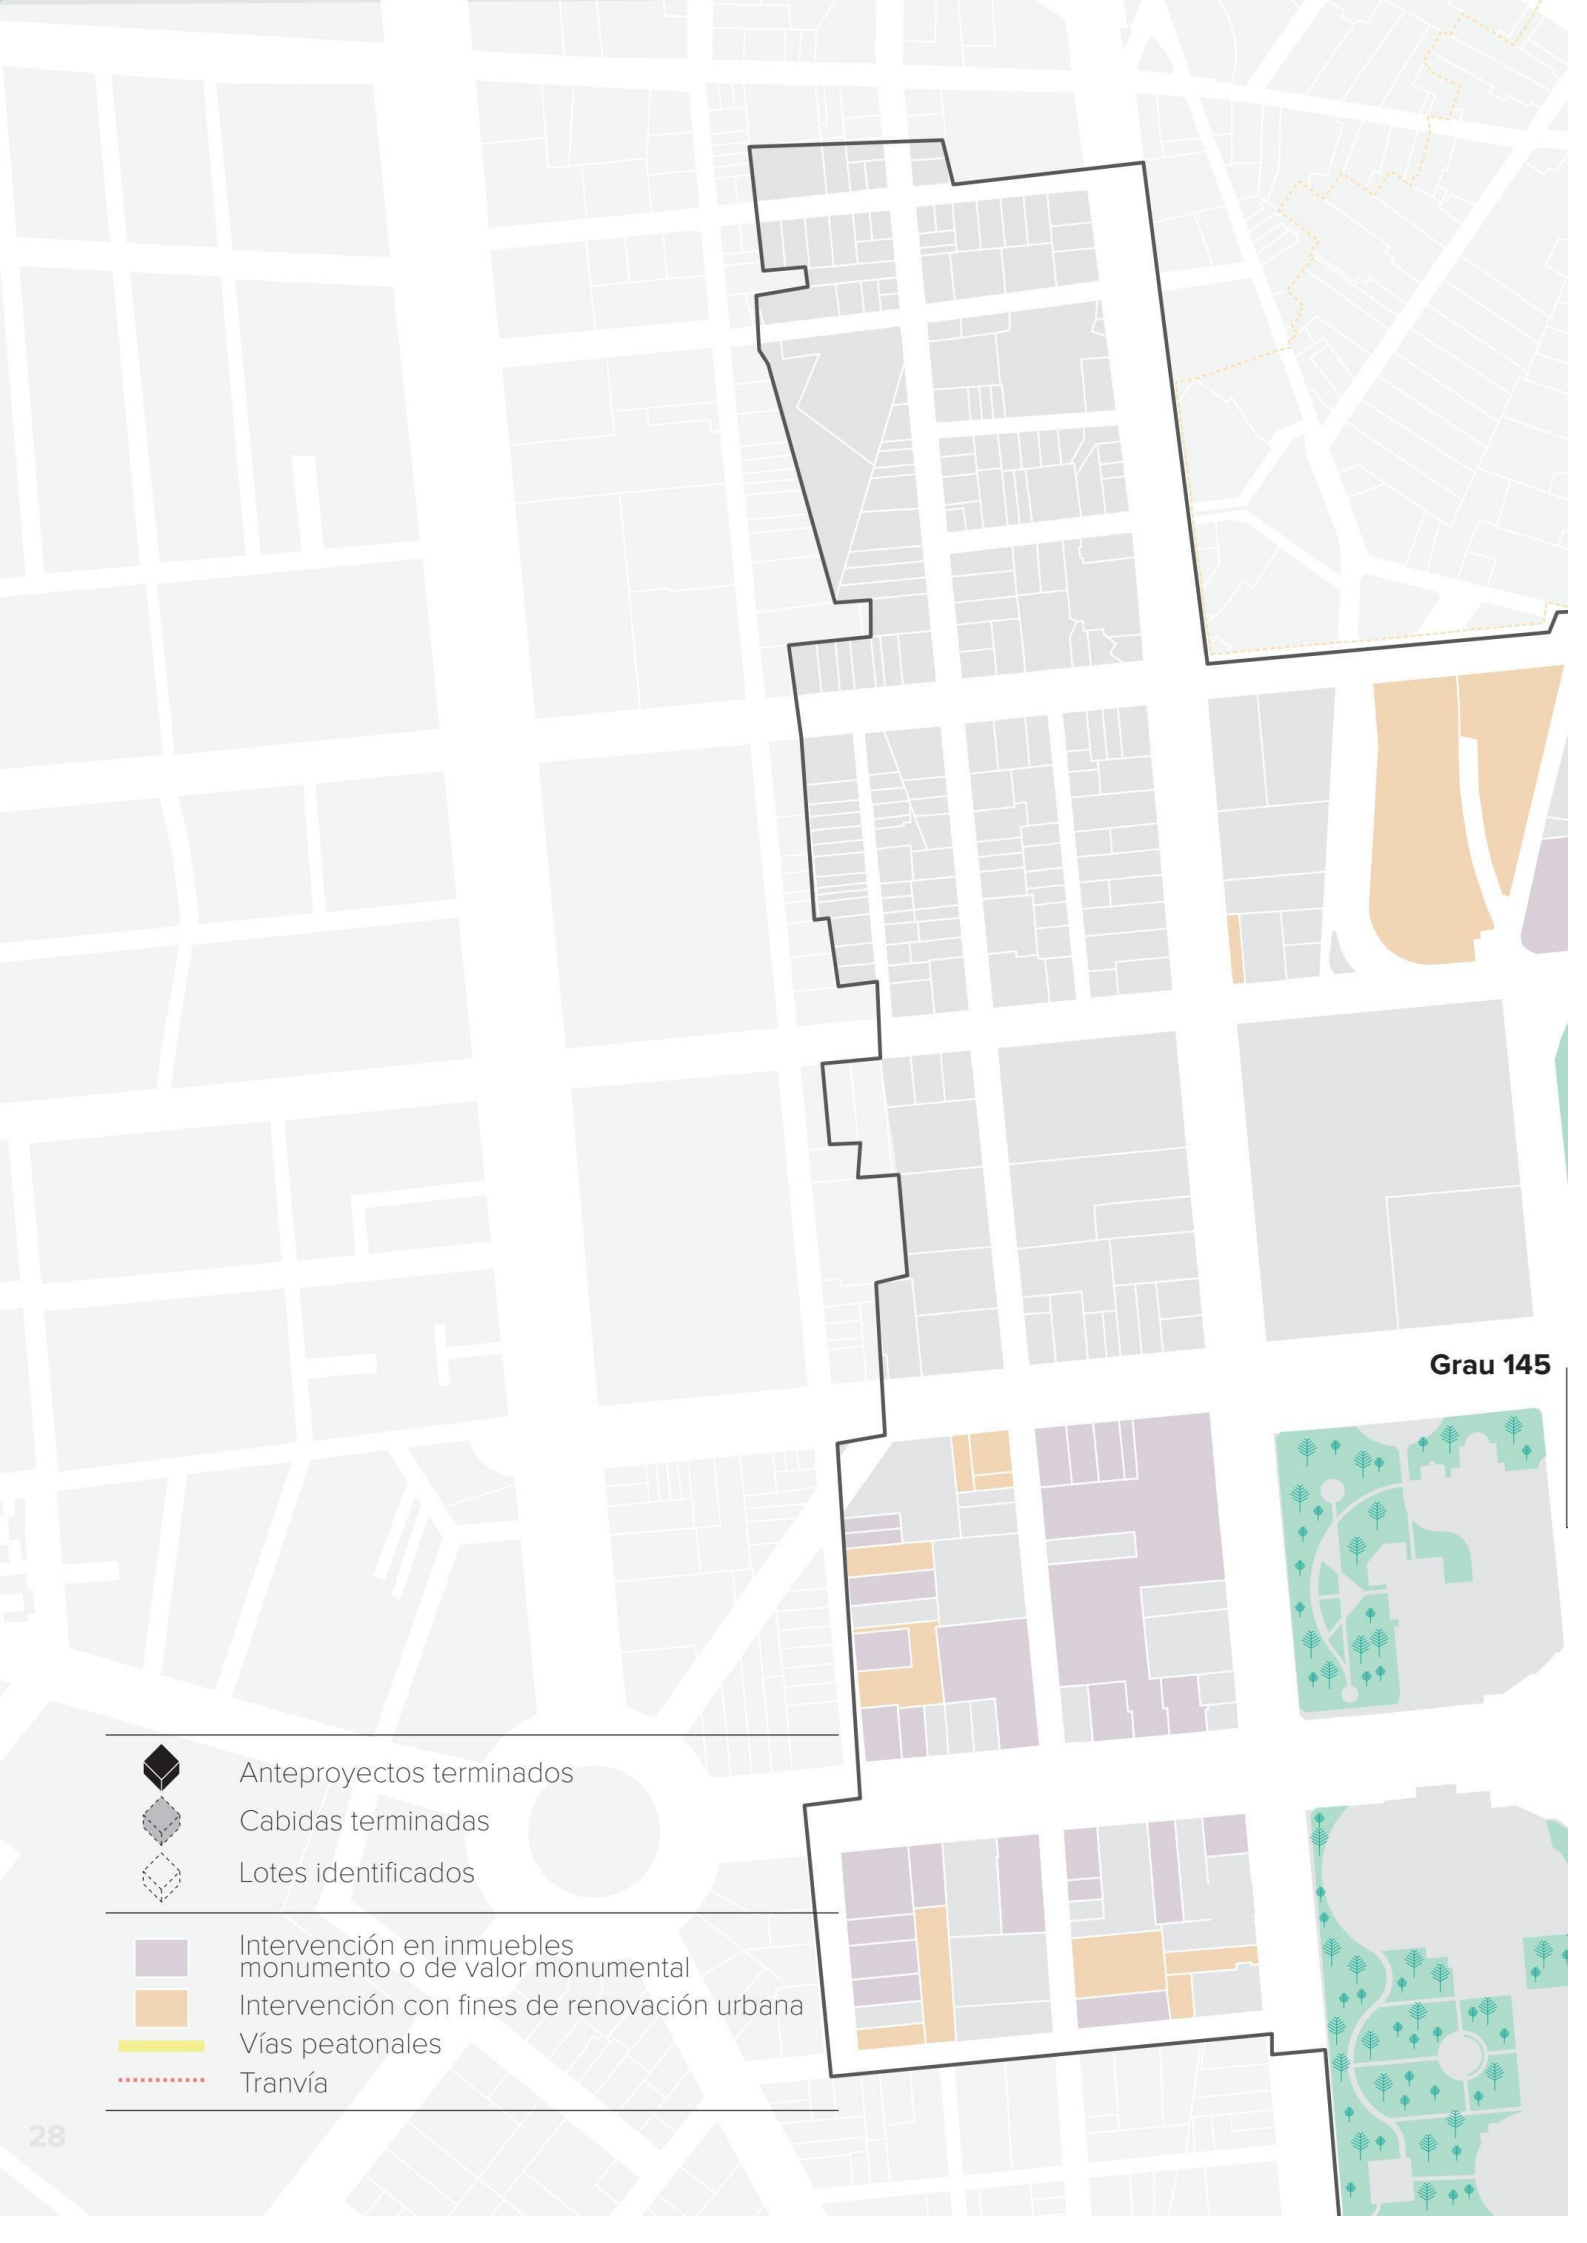 Grau 145
Anteproyectos terminados
Cabidas terminadas
Lotes identificados
Intervención en inmuebles
monumento o de valor monumental
Intervención con fines de renovación urbana
Vías peatonales
Tranvía
28